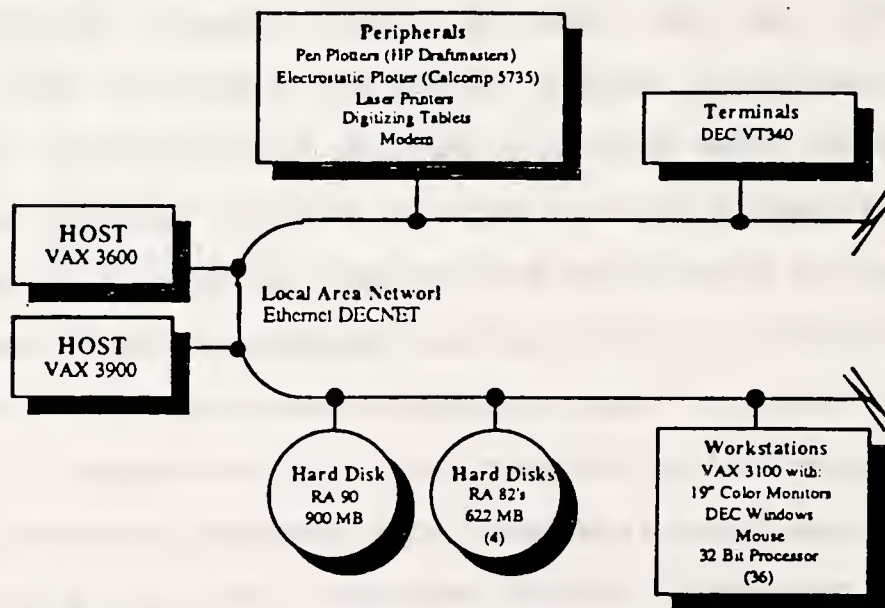 Peripherals
Pen Plotters (HP Draftmasters)
Electrostatic Plotter (Calcomp 5735)
Laser Printers
Digitizing Tablets
Modem
Terminals
DEC VT340
HOST
VAX 3600
Local Area Network
Ethernet DECNET
HOST
VAX 3900
Hard Disk
RA 90
900 MB
Hard Disks
RA 82's
622 MB
(4)
Workstations
VAX 3100 with:
19" Color Monitors
DEC Windows
Mouse
32 Bit Processor
(36)